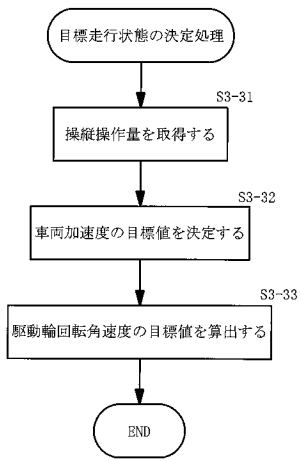 目標走行状態の決定処理
S3-31
操縦操作量を取得する
S3-32
車両加速度の目標値を決定する
S3-33
駆動輪回転角速度の目標値を算出する
END